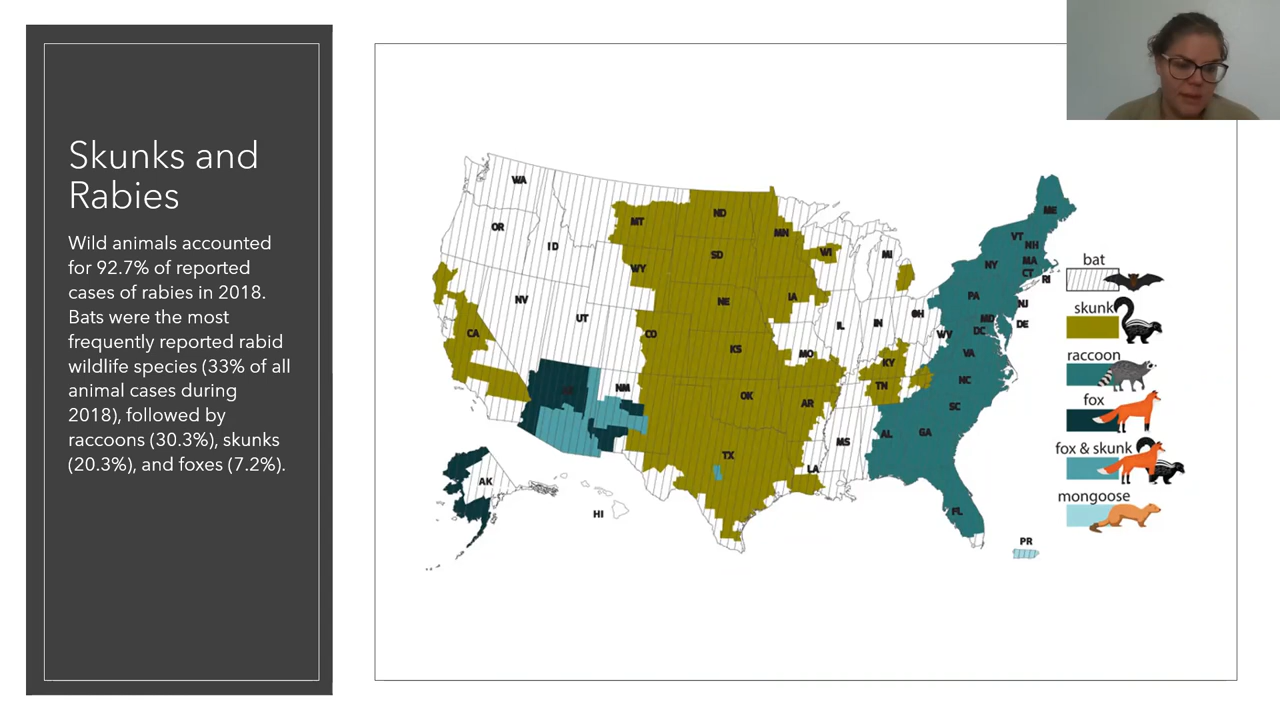 Skunks and
Rabies
Wild animals accounted
for 92.7% of reported
cases of rabies in 2018.
Bats were the most
frequently reported rabid
wildlife species (33% of all
animal cases during
2018), followed by
raccoons (30.3%), skunks
(20.3%), and foxes (7.2%).
WA
OR
ID
MT
ND
MN
WI
MI
ME
VT
NH
NY
MA
CT
RI
WY
SD
IA
NE
PA
NJ
NV
UT
CO
KS
MO
IL
IN
OH
WV
MD
DC
DE
VA
CA
NM
OK
AR
KY
TN
NC
SC
TX
LA
MS
AL
GA
FL
AK
HI
PR
bat
skunk
raccoon
fox
fox & skunk
mongoose